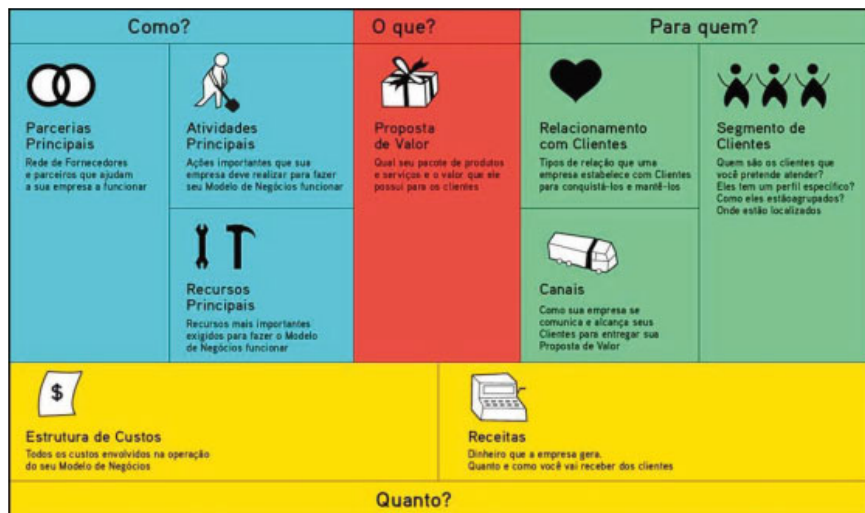 Como?
O que?
Para quem?
Parcerias
Principais
Rede de Fornecedores
e parceiros que ajudam
a sua empresa a funcionar
Atividades
Principais
Ações importantes que sua
empresa deve realizar para fazer
seu Modelo de Negócios funcionar
Recursos
Principais
Recursos mais importantes
exigidos para fazer o Modelo
de Negócios funcionar
Proposta
de Valor
Qual seu pacote de produtos
e serviços e o valor que ele
possui para os clientes
Relacionamento
com Clientes
Tipos de relação que uma
empresa estabelece com Clientes
para conquistá-los e mantê-los
Canais
Como sua empresa se
comunica e alcança seus
Clientes para entregar sua
Proposta de Valor
Segmento de
Clientes
Quem são os clientes que
você pretende atender?
Eles tem um perfil específico?
Como eles estãoagrupados?
Onde estão localizados
$
Estrutura de Custos
Todos os custos envolvidos na operação
do seu Modelo de Negócios
Receitas
Dinheiro que a empresa gera.
Quanto e como você vai receber dos clientes
Quanto?